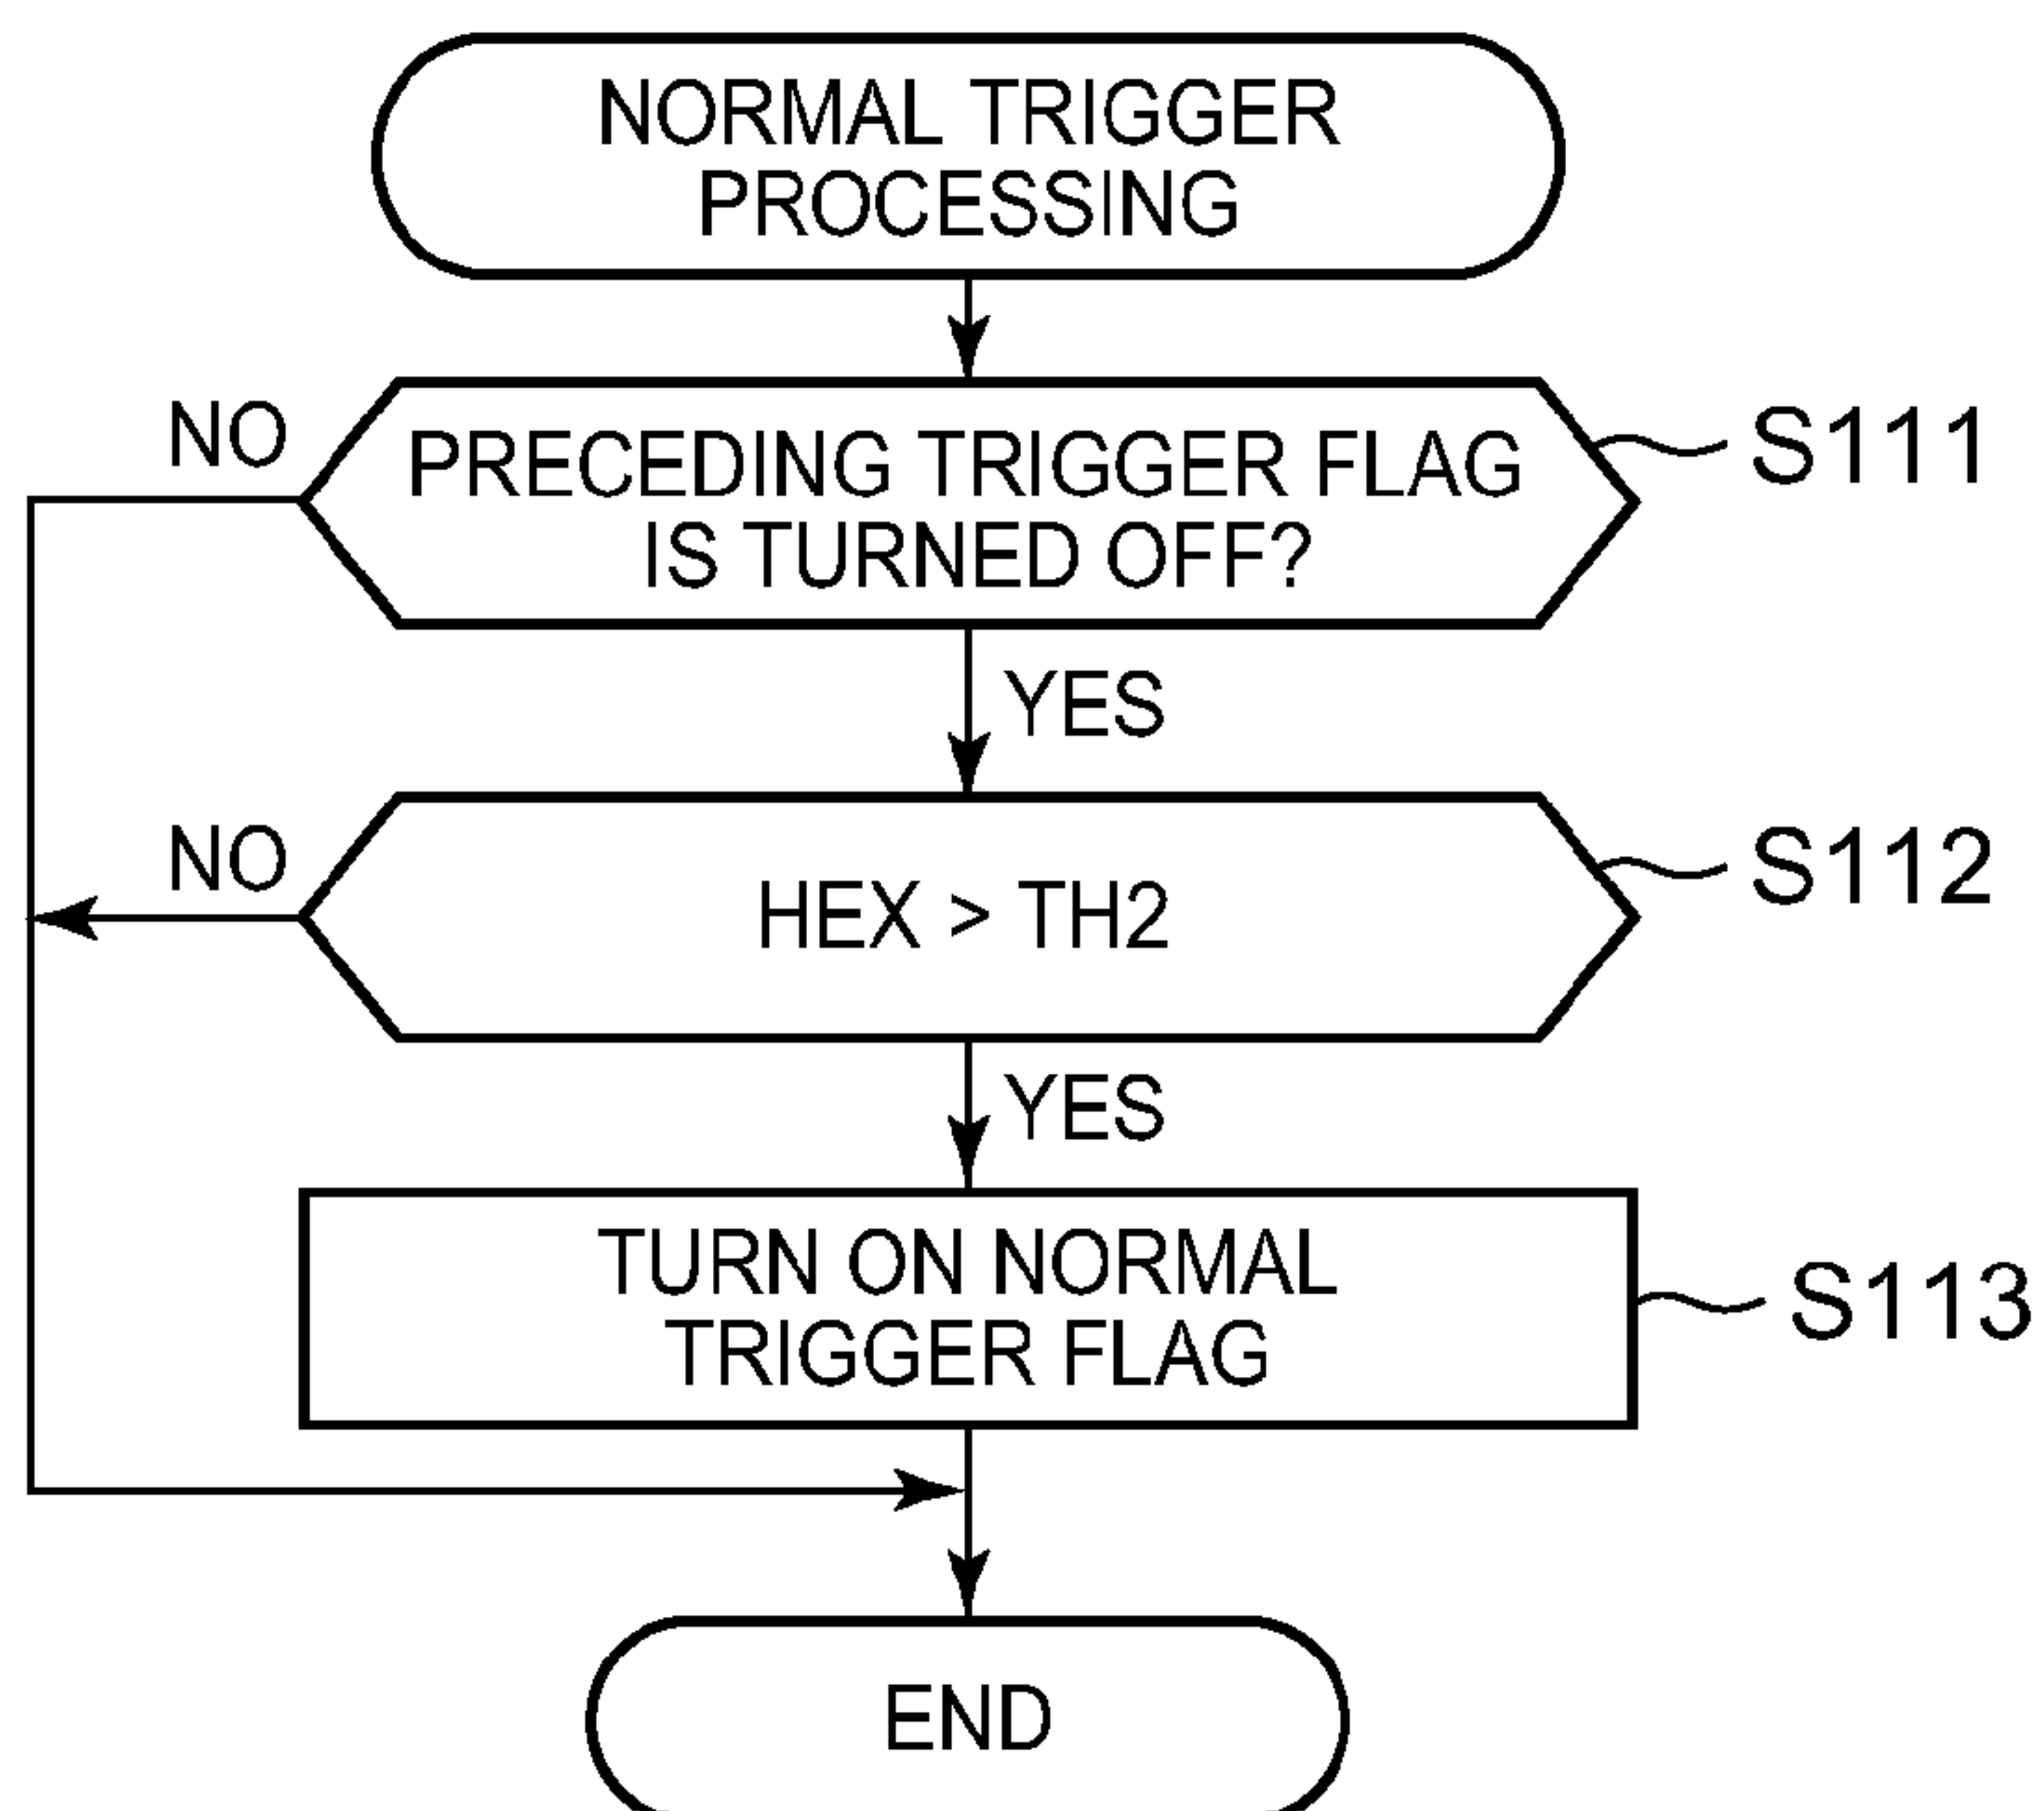 NORMAL TRIGGER
PROCESSING
NO
PRECEDING TRIGGER FLAG
IS TURNED OFF?
S111
YES
NO
HEX > TH2
S112
YES
TURN ON NORMAL
TRIGGER FLAG
S113
END